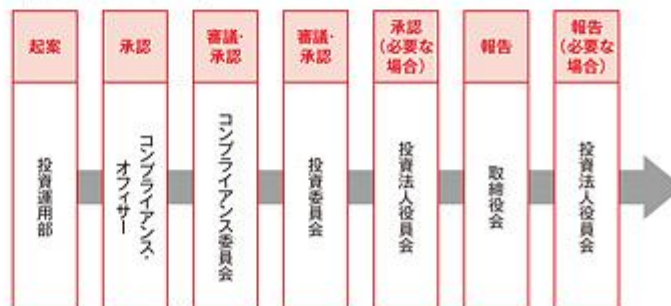 起案
承認
審議・
承認
審議・
承認
承認
(必要な
場合)
報告
報告
(必要な
場合)
投資運用部
コンプライアンス・
オフィサー
コンプライアンス委員会
投資委員会
投資法人役員会
取締役会
投資法人役員会